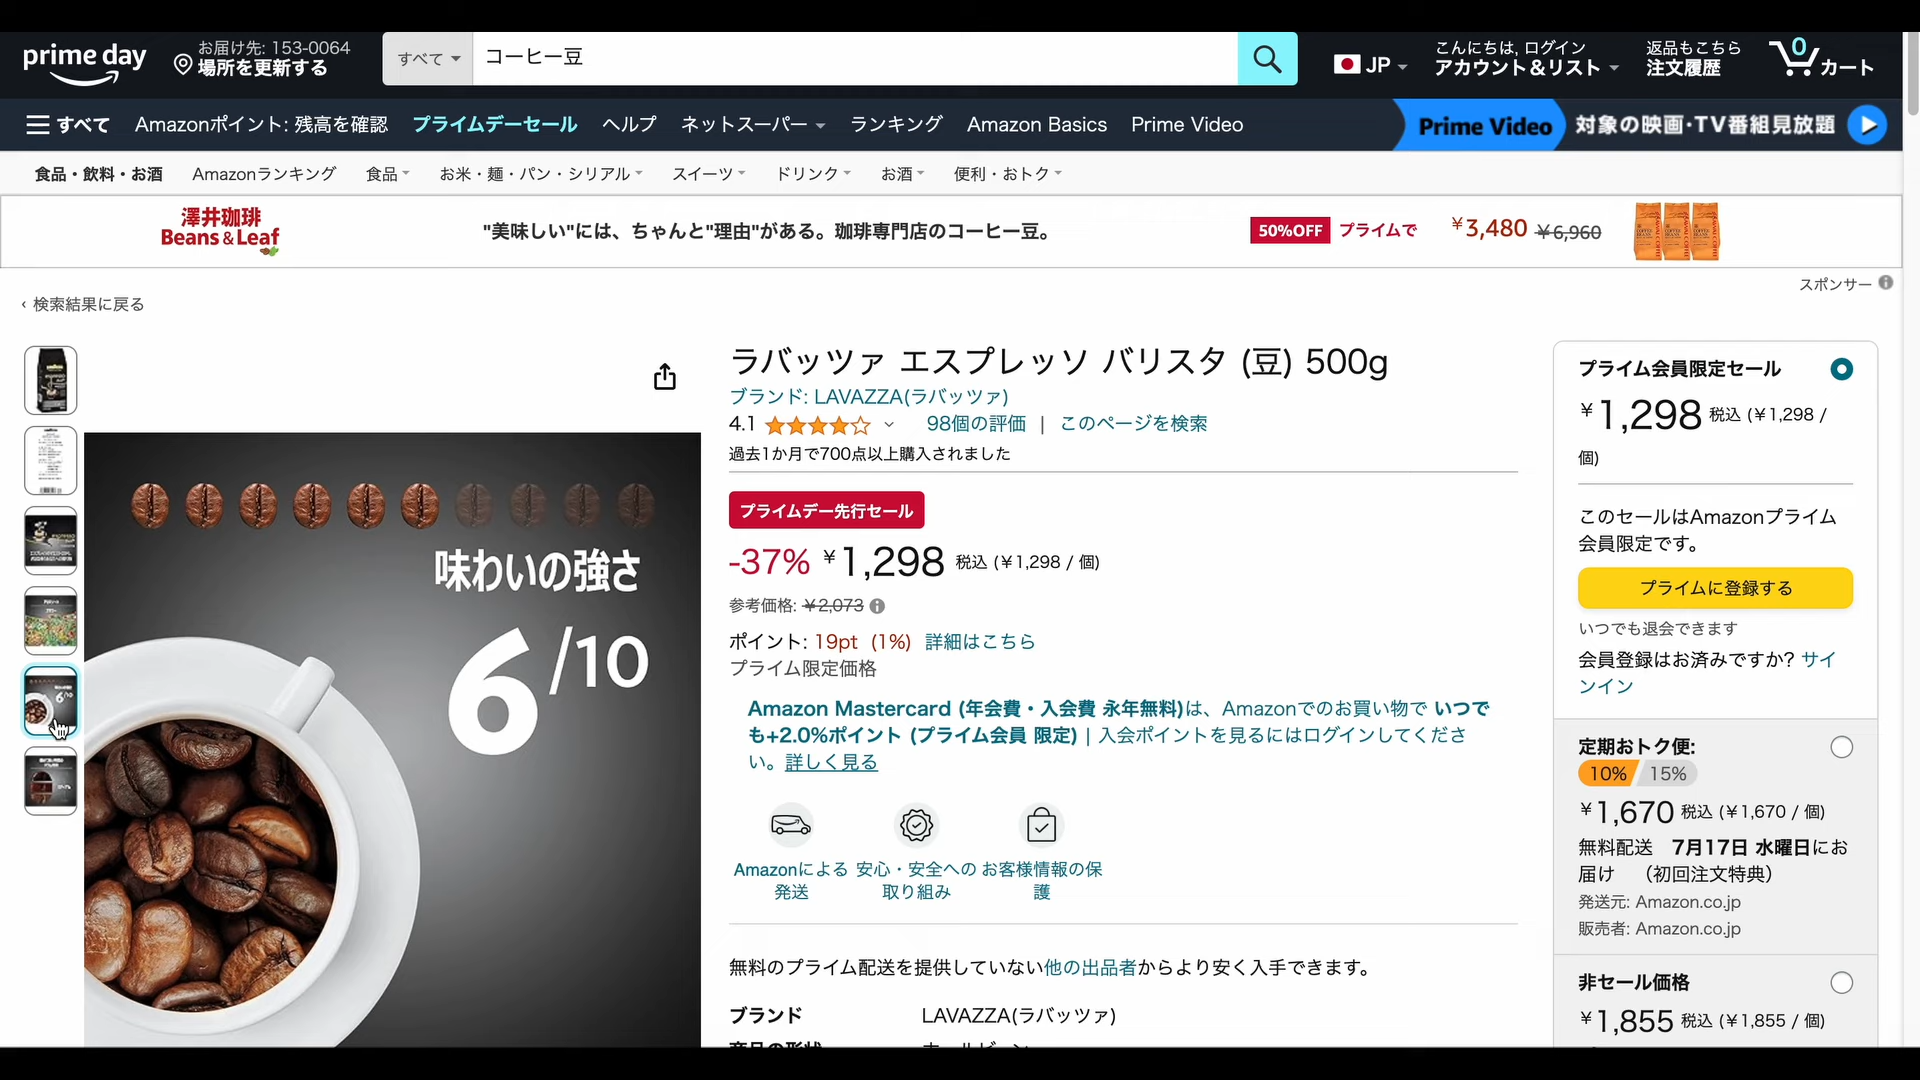 prime day
お届け先: 153-0064
場所を更新する
すべて
コーヒー豆
JP
こんにちは, ログイン
アカウント＆リスト
返品もこちら
注文履歴
0
カート
すべて
Amazonポイント: 残高を確認
プライムデーセール
ヘルプ
ネットスーパー
ランキング
Amazon Basics
Prime Video
Prime Video
対象の映画・TV番組見放題
食品・飲料・お酒
Amazonランキング
食品
お米・麺・パン・シリアル
スイーツ
ドリンク
お酒
便利・おトク
澤井珈琲
Beans & Leaf
"美味しい"には、ちゃんと"理由"がある。珈琲専門店のコーヒー豆。
50%OFF
プライムで
¥3,480
¥6,960
スポンサー
‹ 検索結果に戻る
味わいの強さ
6/10
ラバッツァ エスプレッソ バリスタ (豆) 500g
ブランド: LAVAZZA(ラバッツァ)
4.1
98個の評価 | このページを検索
過去1か月で700点以上購入されました
プライムデー先行セール
-37% ¥1,298 税込 (¥1,298 / 個)
参考価格: ¥2,073
ポイント: 19pt (1%) 詳細はこちら
プライム限定価格
Amazon Mastercard (年会費・入会費 永年無料)は、Amazonでのお買い物で いつで
も+2.0%ポイント (プライム会員 限定) | 入会ポイントを見るにはログインしてくださ
い。詳しく見る
Amazonによる
発送
安心・安全への
取り組み
お客様情報の保
護
無料のプライム配送を提供していない他の出品者からより安く入手できます。
ブランド
LAVAZZA(ラバッツァ)
商品の形状
ホールビーン
プライム会員限定セール
¥1,298 税込 (¥1,298 /
個)
このセールはAmazonプライム
会員限定です。
プライムに登録する
いつでも退会できます
会員登録はお済みですか? サイ
ンイン
定期おトク便:
10%
15%
¥1,670 税込 (¥1,670 / 個)
無料配送 7月17日 水曜日にお
届け (初回注文特典)
発送元: Amazon.co.jp
販売者: Amazon.co.jp
非セール価格
¥1,855 税込 (¥1,855 / 個)